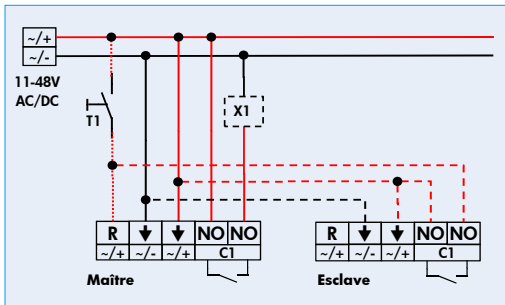 ~/+
~/-
11-48V
AC/DC
T1
X1
R ↓ ↓ NO NO
~/+ ~/- ~/+ C1
Maître
R ↓ ↓ NO NO
~/+ ~/- ~/+ C1
Esclave